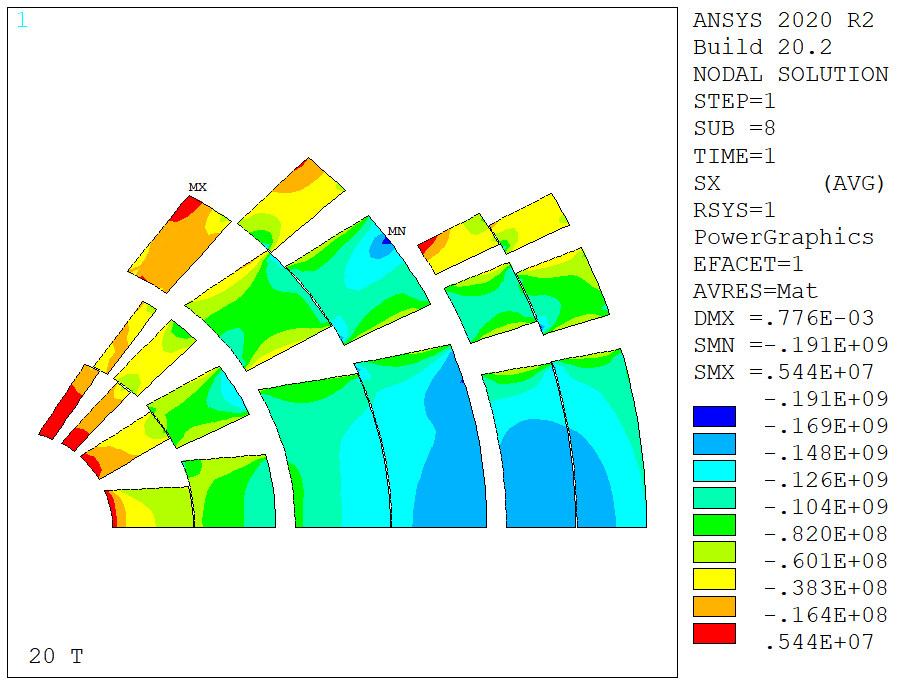 1
ANSYS 2020 R2
Build 20.2
NODAL SOLUTION
STEP=1
SUB =8
TIME=1
SX (AVG)
RSYS=1
PowerGraphics
EFACET=1
AVRES=Mat
DMX =.776E-03
SMN =-.191E+09
SMX =.544E+07
-.191E+09
-.169E+09
-.148E+09
-.126E+09
-.104E+09
-.820E+08
-.601E+08
-.383E+08
-.164E+08
.544E+07
MX
MN
20 T